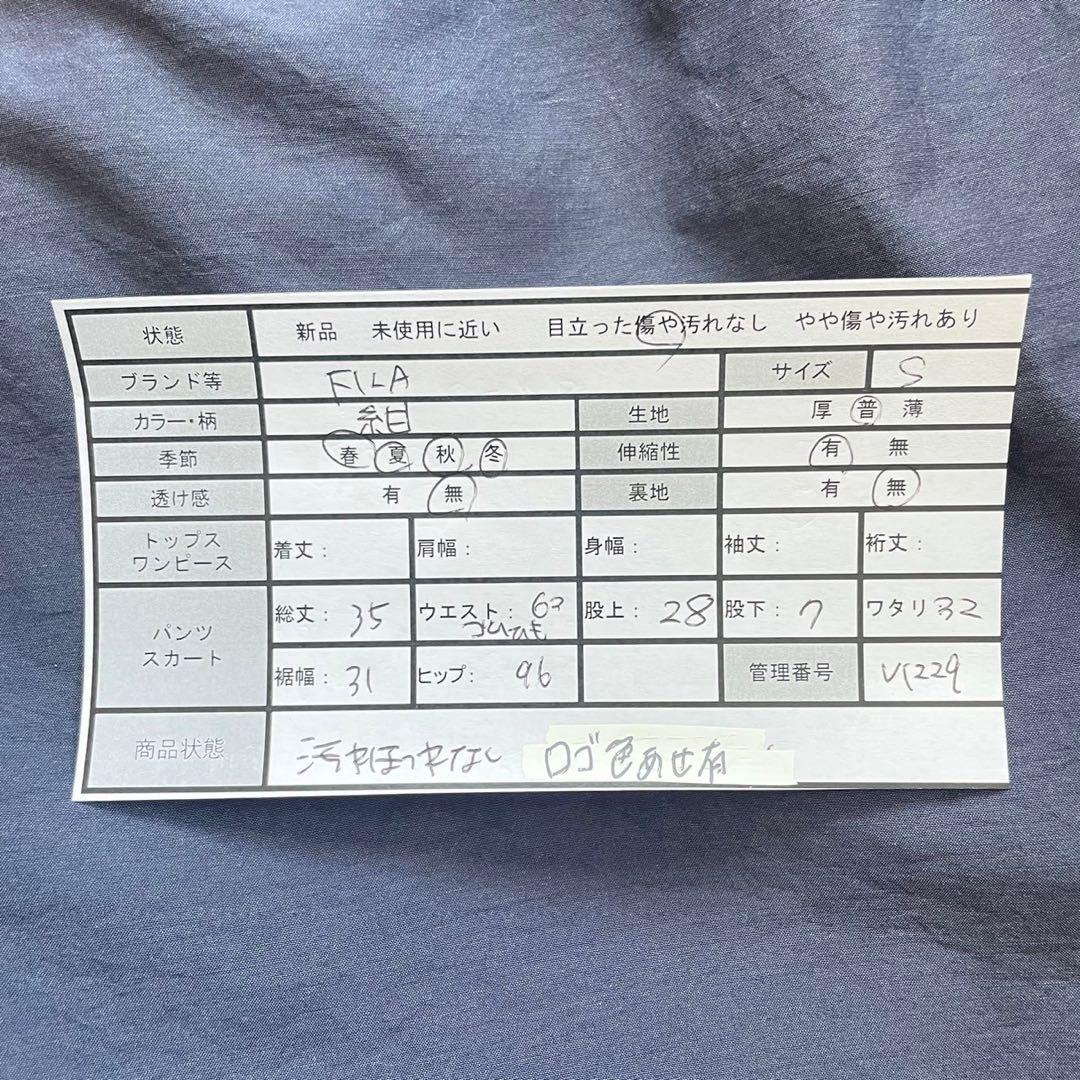 状態 新品 未使用に近い 目立った傷や汚れなし やや傷や汚れあり
ブランド等 FILA サイズ S
カラー・柄 紺 生地 厚 普 薄
季節 春 夏 秋 冬 伸縮性 有 無
透け感 有 無 裏地 有 無
トップス
ワンピース
着丈: 肩幅: 身幅: 袖丈: 裄丈:
パンツ
スカート
総丈: 35 ウエスト: 62 股上: 28 股下: 7 ワタリ 32
ゴムひも
裾幅: 31 ヒップ: 96 管理番号 V1229
商品状態 汚やほつれなし ロゴ色あせ有